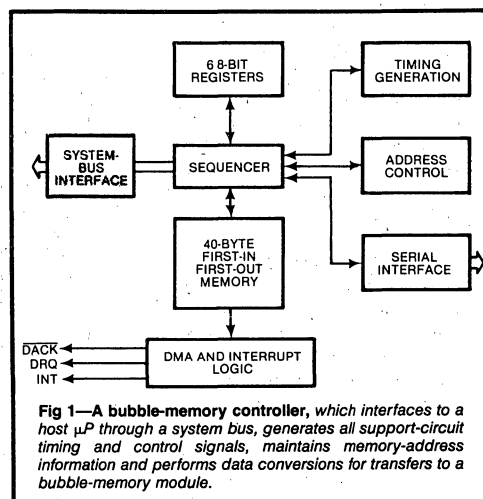 6 8-BIT
REGISTERS
TIMING
GENERATION
SYSTEM-
BUS
INTERFACE
SEQUENCER
ADDRESS
CONTROL
40-BYTE
FIRST-IN
FIRST-OUT
MEMORY
SERIAL
INTERFACE
DACK
DRQ
INT
DMA AND INTERRUPT
LOGIC
Fig 1—A bubble-memory controller, which interfaces to a
host µP through a system bus, generates all support-circuit
timing and control signals, maintains memory-address
information and performs data conversions for transfers to a
bubble-memory module.